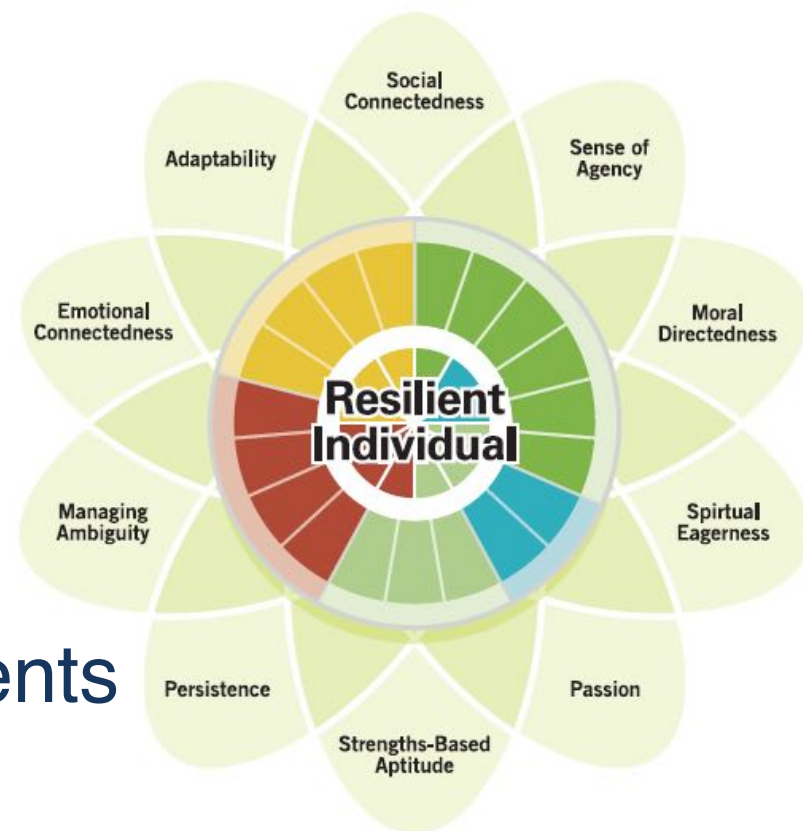 Social
Connectedness
Sense of
Agency
Moral
Directedness
Spirtual
Eagerness
Passion
Strengths-Based
Aptitude
Persistence
Managing
Ambiguity
Emotional
Connectedness
Adaptability
Resilient
Individual
ents